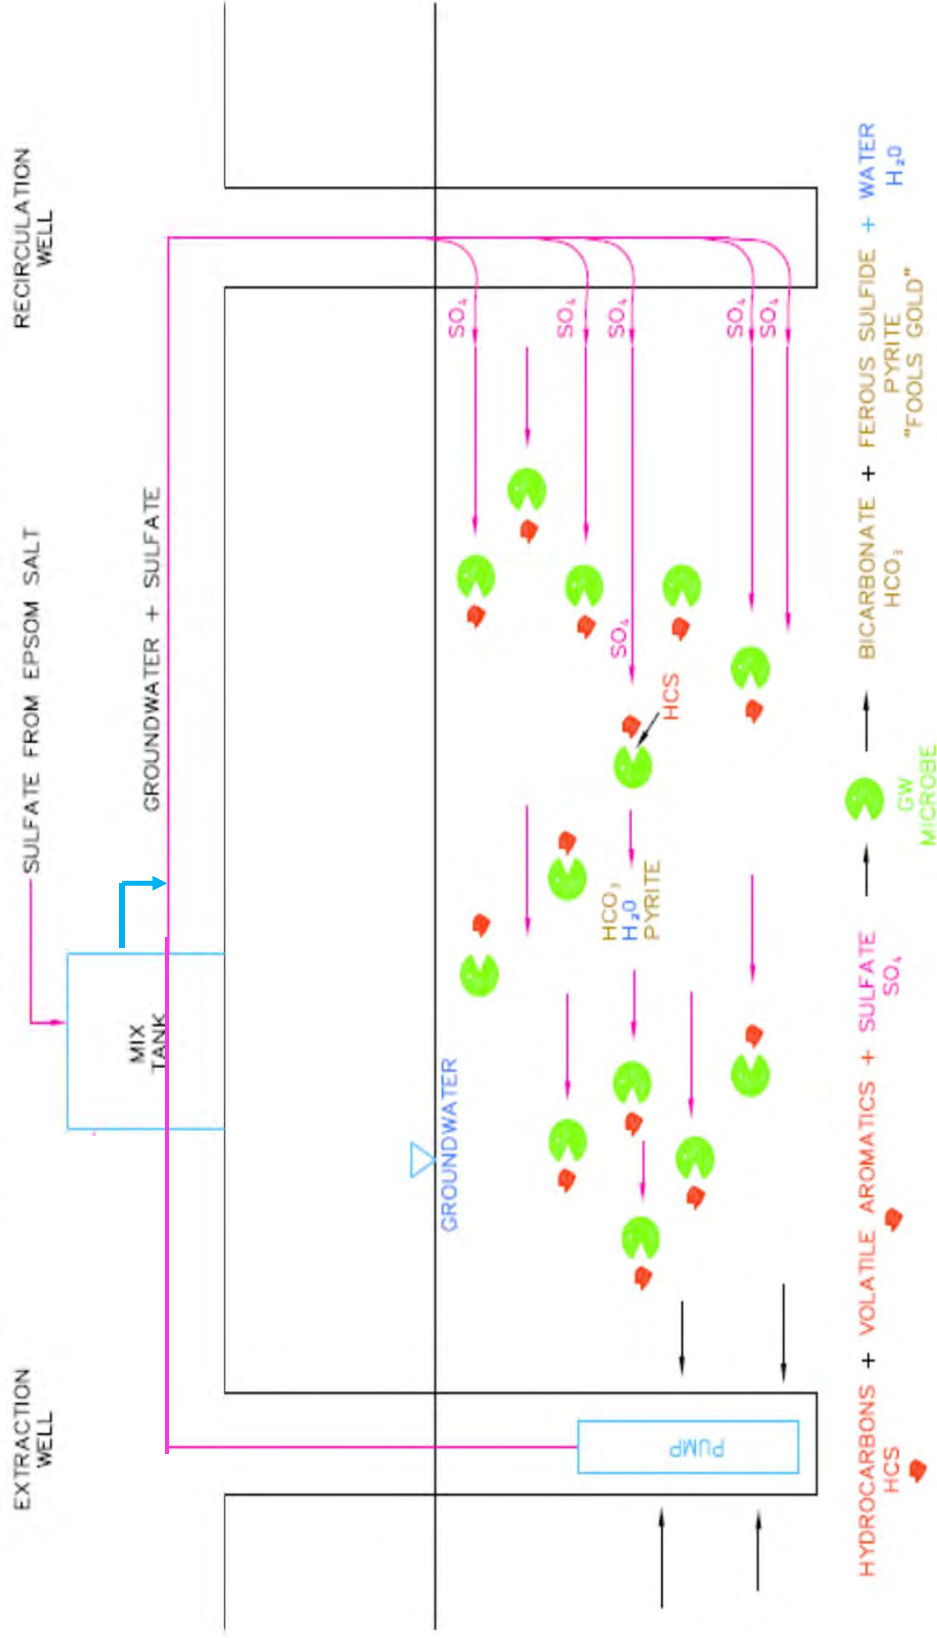 EXTRACTION
WELL
SULFATE FROM EPSOM SALT
RECIRCULATION
WELL
MIX
TANK
GROUNDWATER + SULFATE
GROUNDWATER
PUMP
SO₄
SO₄
SO₄
SO₄
SO₄
SO₄
HCS
HCO₃
H₂O
PYRITE
HYDROCARBONS + VOLATILE AROMATICS + SULFATE
HCS
SO₄
GW
MICROBE
BICARBONATE + FEROUS SULFIDE + WATER
HCO₃
PYRITE
H₂O
"FOOLS GOLD"